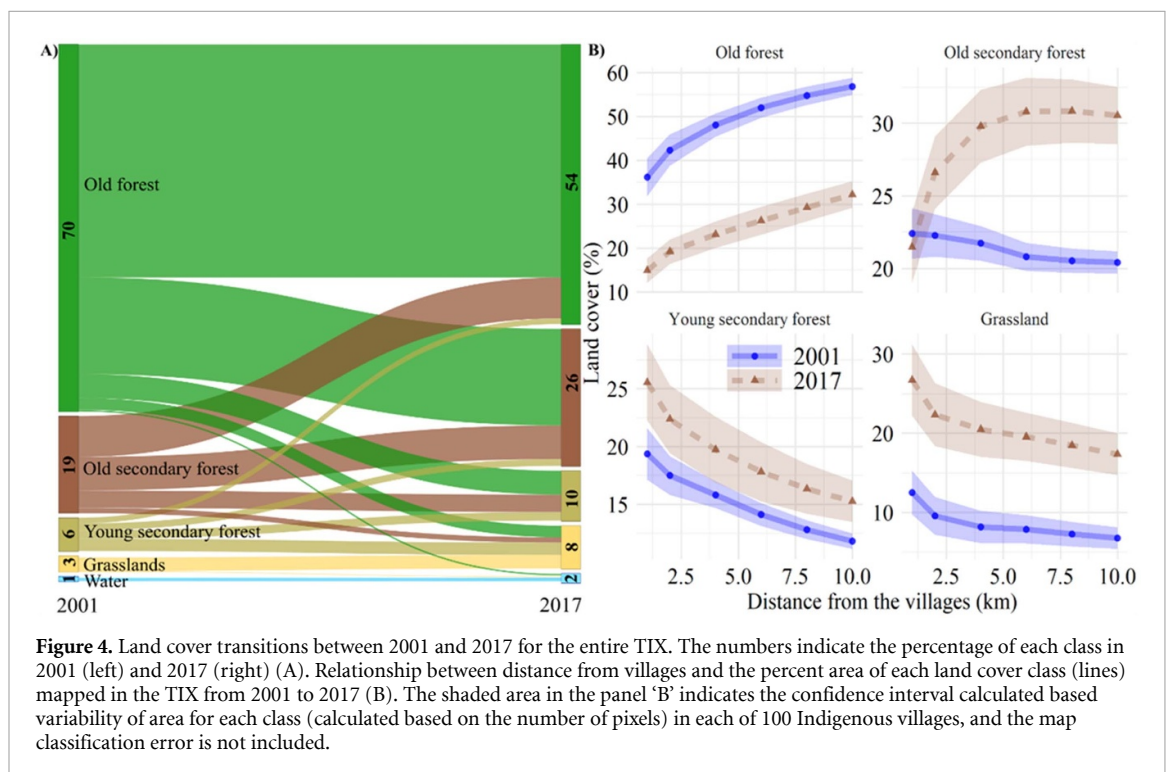 A)
70
Old forest
19
Old secondary forest
6
Young secondary forest
3
Grasslands
1
Water
54
26
10
8
2
2001
2017
B)
Land cover (%)
Old forest
60
50
40
30
20
10
Old secondary forest
30
25
20
Young secondary forest
25
20
15
2.5 5.0 7.5 10.0
2001
2017
Grassland
30
20
10
2.5 5.0 7.5 10.0
Distance from the villages (km)
Figure 4. Land cover transitions between 2001 and 2017 for the entire TIX. The numbers indicate the percentage of each class in
2001 (left) and 2017 (right) (A). Relationship between distance from villages and the percent area of each land cover class (lines)
mapped in the TIX from 2001 to 2017 (B). The shaded area in the panel ‘B’ indicates the confidence interval calculated based
variability of area for each class (calculated based on the number of pixels) in each of 100 Indigenous villages, and the map
classification error is not included.